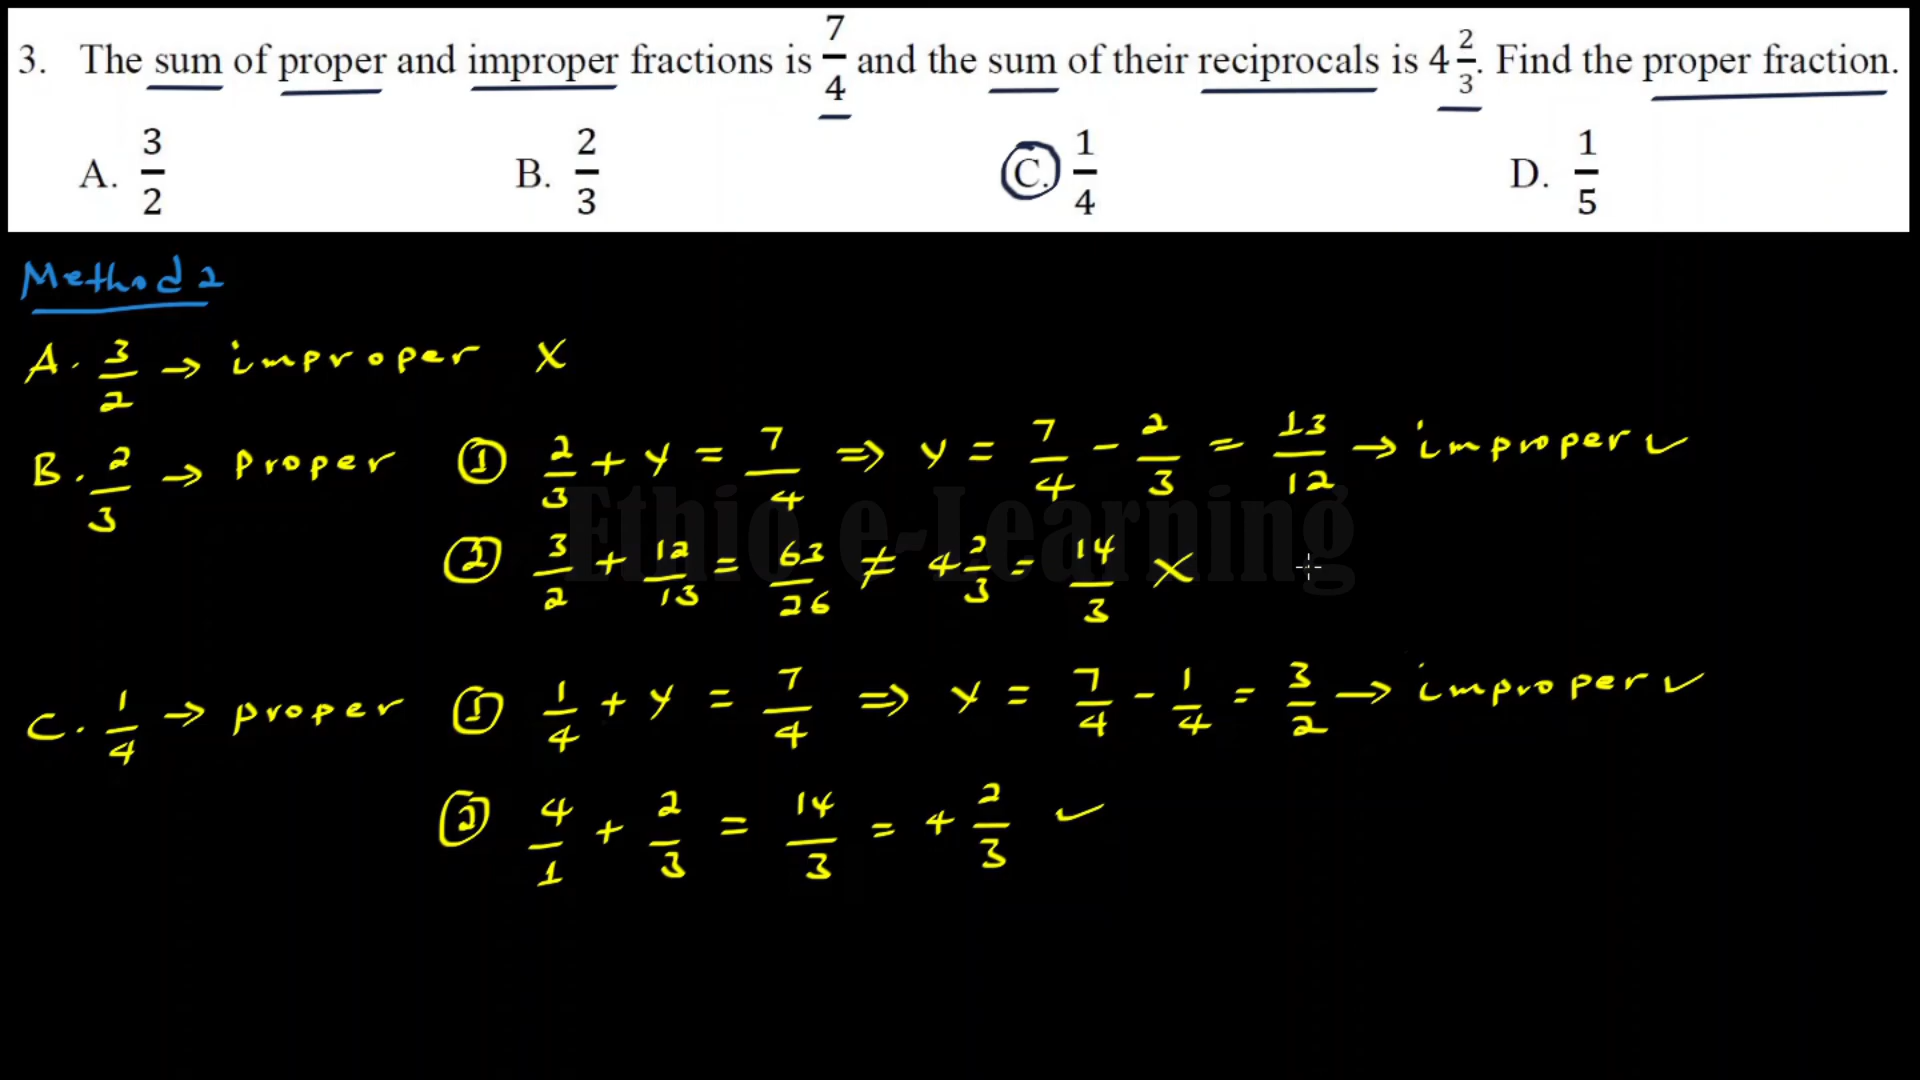 3. The sum of proper and improper fractions is 7/4 and the sum of their reciprocals is 4 2/3. Find the proper fraction.
A. 3/2 B. 2/3 C. 1/4 D. 1/5
Method 2
A. 3/2 → improper X
B. 2/3 → Proper ① 2/3 + y = 7/4 ⇒ y = 7/4 - 2/3 = 13/12 → improper ✓
② 3/2 + 12/13 = 63/26 ≠ 4 2/3 = 14/3 X
Ethio e-Learning
C. 1/4 → proper ① 1/4 + y = 7/4 ⇒ y = 7/4 - 1/4 = 3/2 → improper ✓
② 4/1 + 2/3 = 14/3 = 4 2/3 ✓